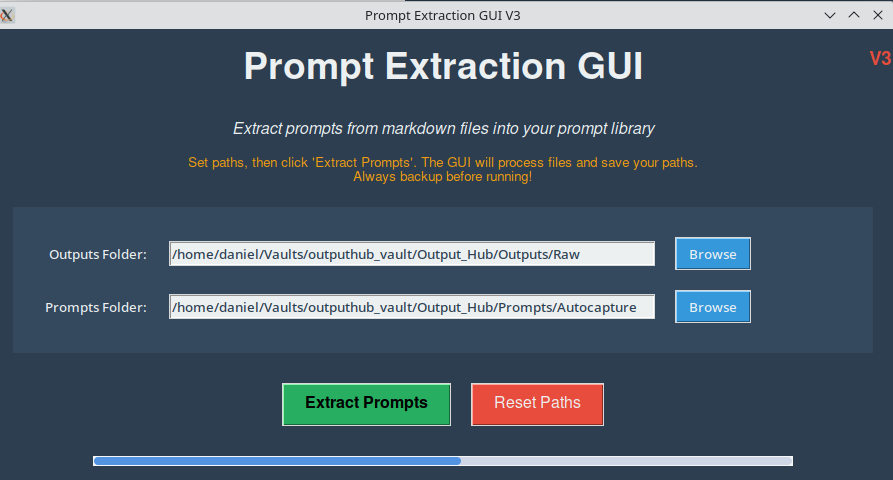 Prompt Extraction GUI V3
Prompt Extraction GUI
V3
Extract prompts from markdown files into your prompt library
Set paths, then click 'Extract Prompts'. The GUI will process files and save your paths.
Always backup before running!
Outputs Folder: /home/daniel/Vaults/outputhub_vault/Output_Hub/Outputs/Raw Browse
Prompts Folder: /home/daniel/Vaults/outputhub_vault/Output_Hub/Prompts/Autocapture Browse
Extract Prompts Reset Paths